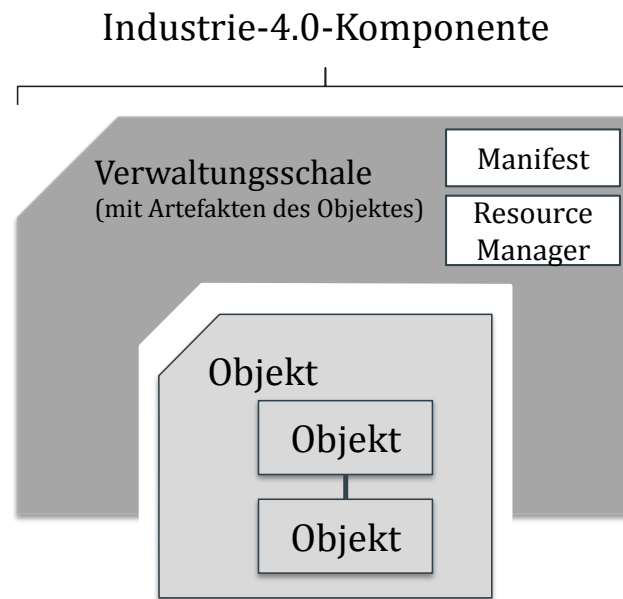 Industrie-4.0-Komponente
Verwaltungsschale
(mit Artefakten des Objektes)
Manifest
Resource
Manager
Objekt
Objekt
Objekt